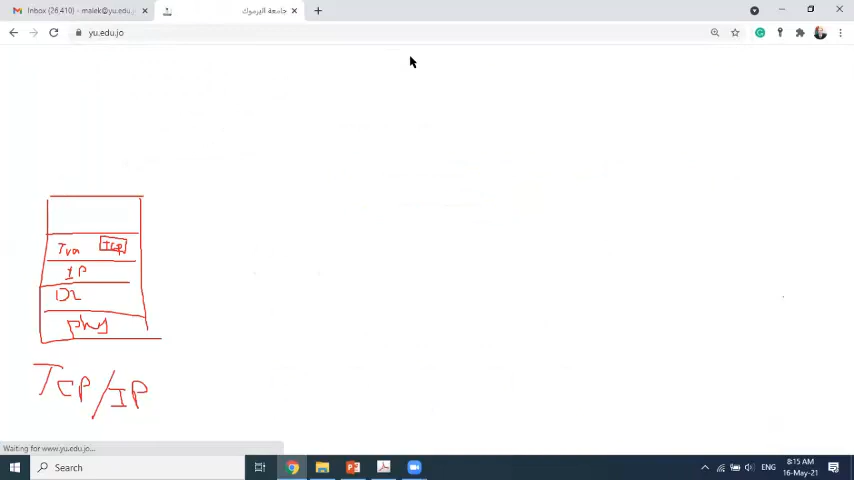 Inbox (26,410) - malek@yu.edu.
جامعة اليرموك
yu.edu.jo
Tra
Tcp
IP
DL
phy
TCP/IP
Waiting for www.yu.edu.jo...
Search
ENG
8:15 AM
16-May-21